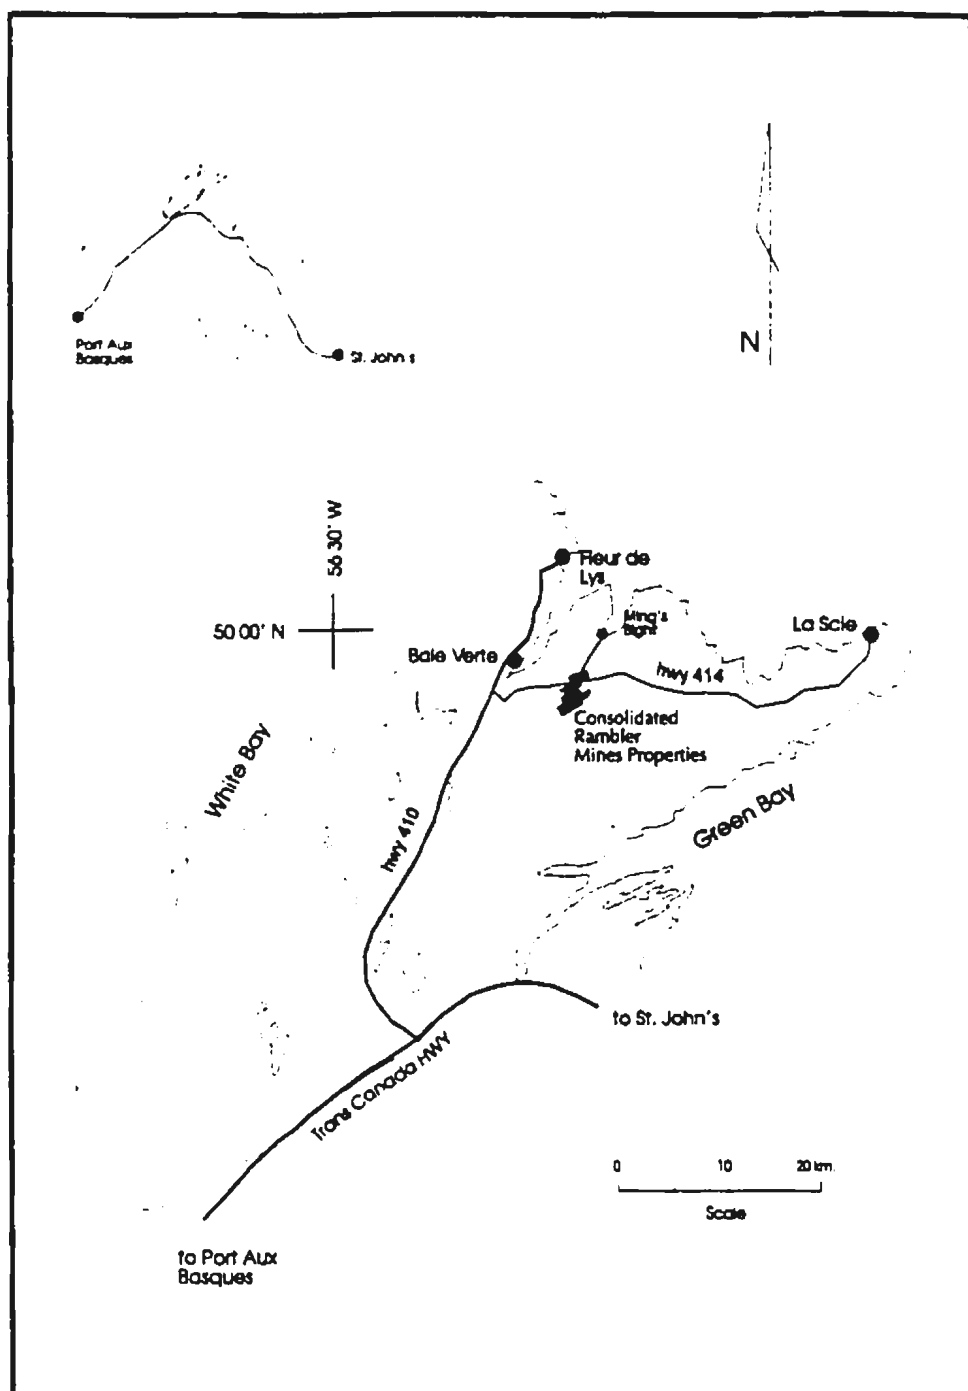 Port Aux
Basques
St. John's
N
56 30' W
50 00' N
Fleur de
Lys
Ming's
Bight
La Scie
Baie Verte
hwy 414
Consolidated
Rambler
Mines Properties
White Bay
Green Bay
hwy 410
to St. John's
Trans Canada HWY
0 10 20 km.
Scale
to Port Aux
Basques